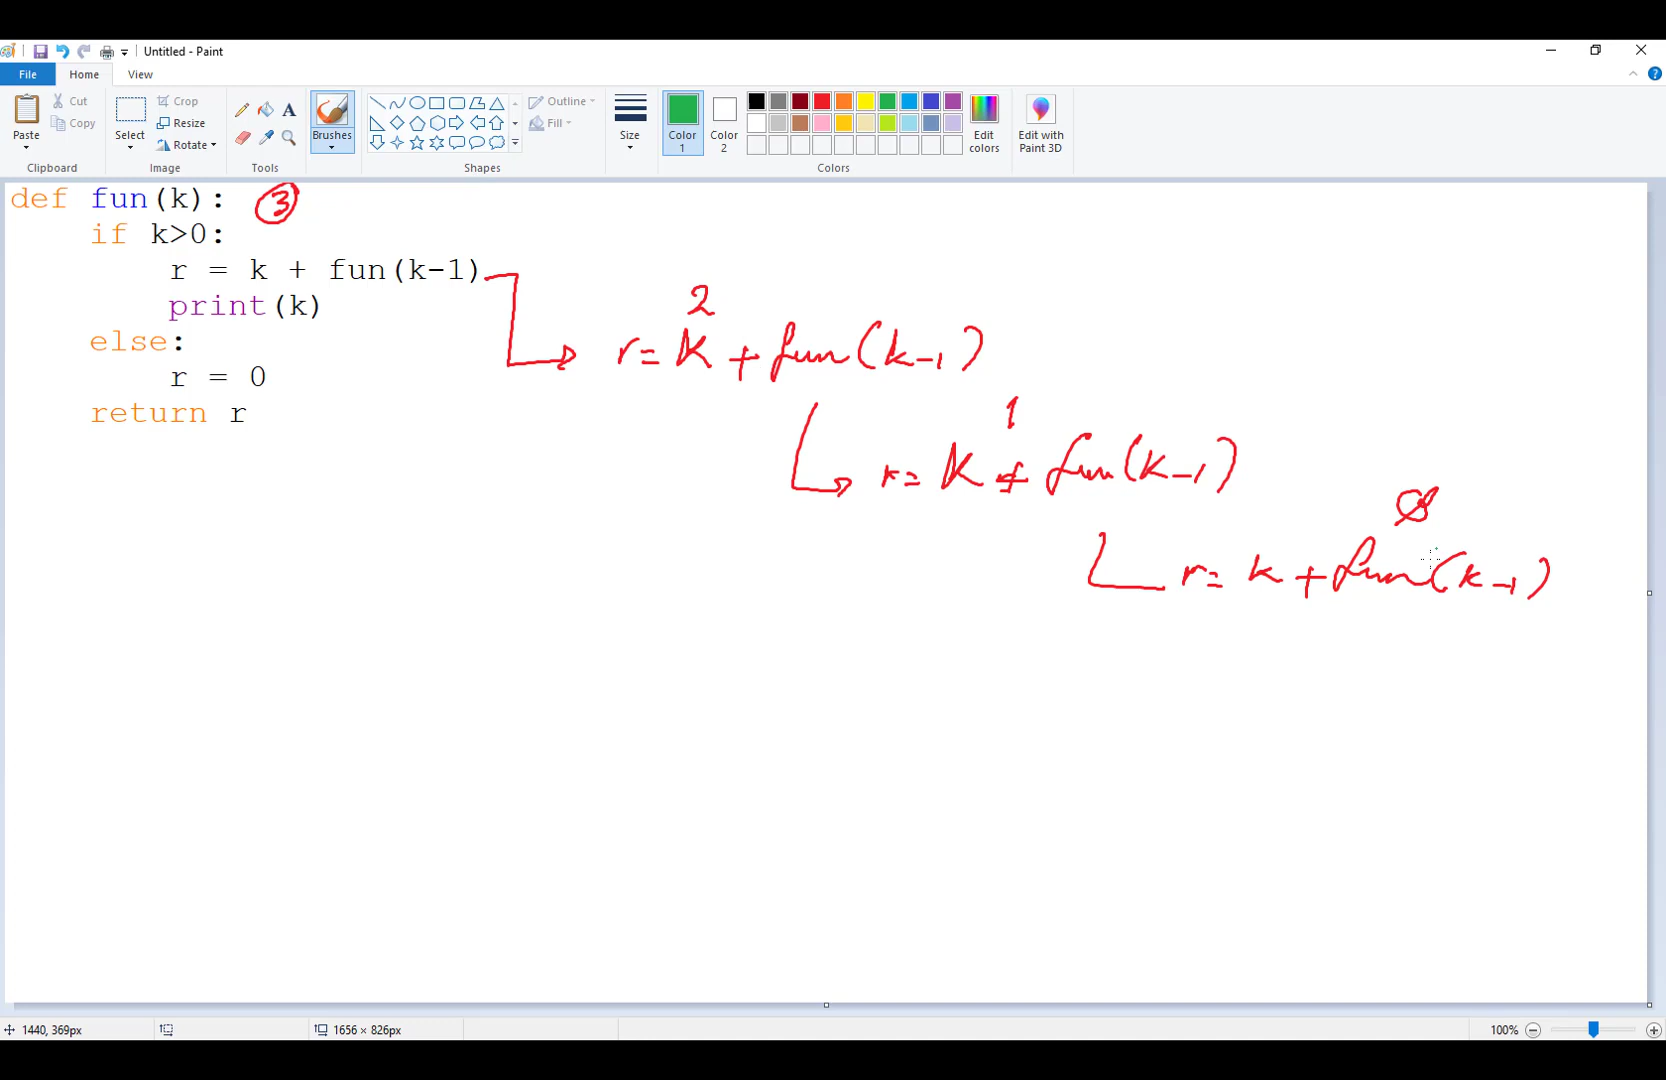 Untitled - Paint
File Home View
Paste
Cut
Copy
Clipboard
Select
Crop
Resize
Rotate
Image
Tools
Brushes
Shapes
Outline
Fill
Size
Color 1
Color 2
Edit colors
Colors
Edit with Paint 3D
def fun(k): 3
if k>0:
r = k + fun(k-1)
print(k)
else:
r = 0
return r
2
r = k + fun(k-1)
1
r = k + fun(k-1)
0
r = k + fun(k-1)
1440, 369px
1656 × 826px
100%